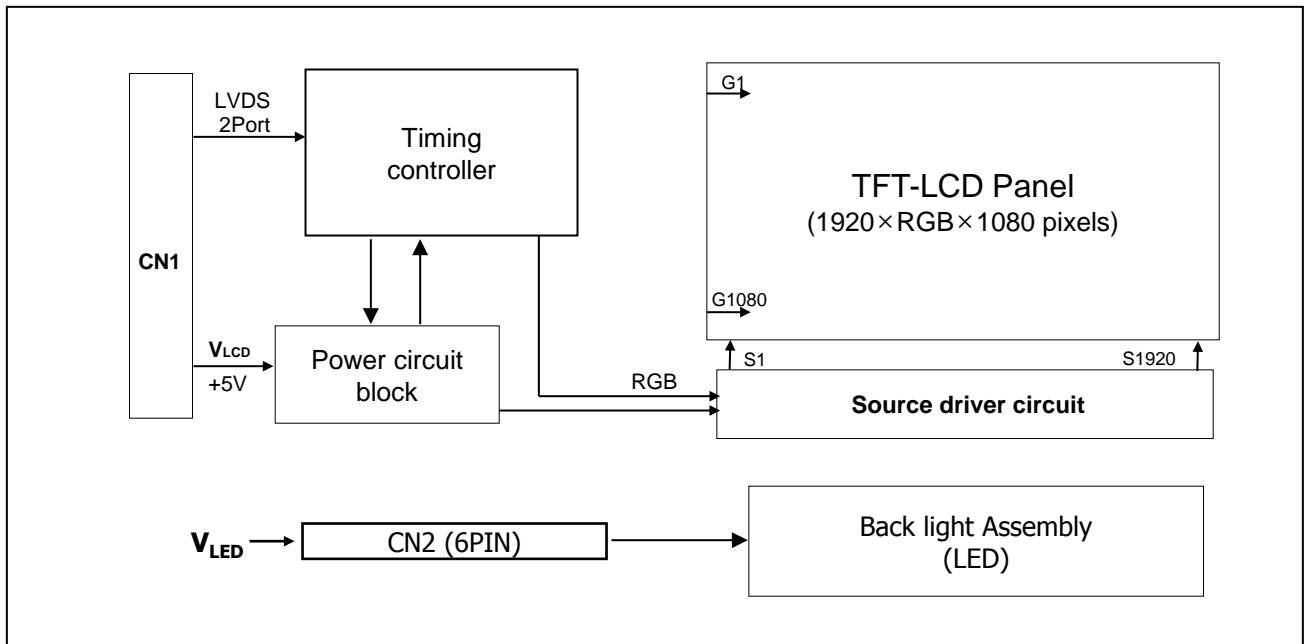 CN1
LVDS
2Port
Timing
controller
VLCD
+5V
Power circuit
block
RGB
G1
TFT-LCD Panel
(1920×RGB×1080 pixels)
G1080
S1
S1920
Source driver circuit
VLED
CN2 (6PIN)
Back light Assembly
(LED)